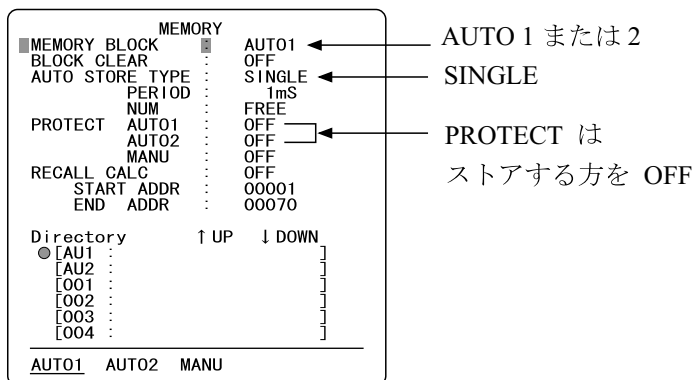 MEMORY
MEMORY BLOCK : AUTO1
BLOCK CLEAR : OFF
AUTO STORE TYPE : SINGLE
PERIOD : 1mS
NUM : FREE
PROTECT AUTO1 : OFF
AUTO2 : OFF
MANU : OFF
RECALL CALC : OFF
START ADDR : 00001
END ADDR : 00070
Directory ↑UP ↓DOWN
[AU1 : ]
[AU2 : ]
[001 : ]
[002 : ]
[003 : ]
[004 : ]
AUTO1 AUTO2 MANU
AUTO 1 または 2
SINGLE
PROTECT は
ストアする方を OFF